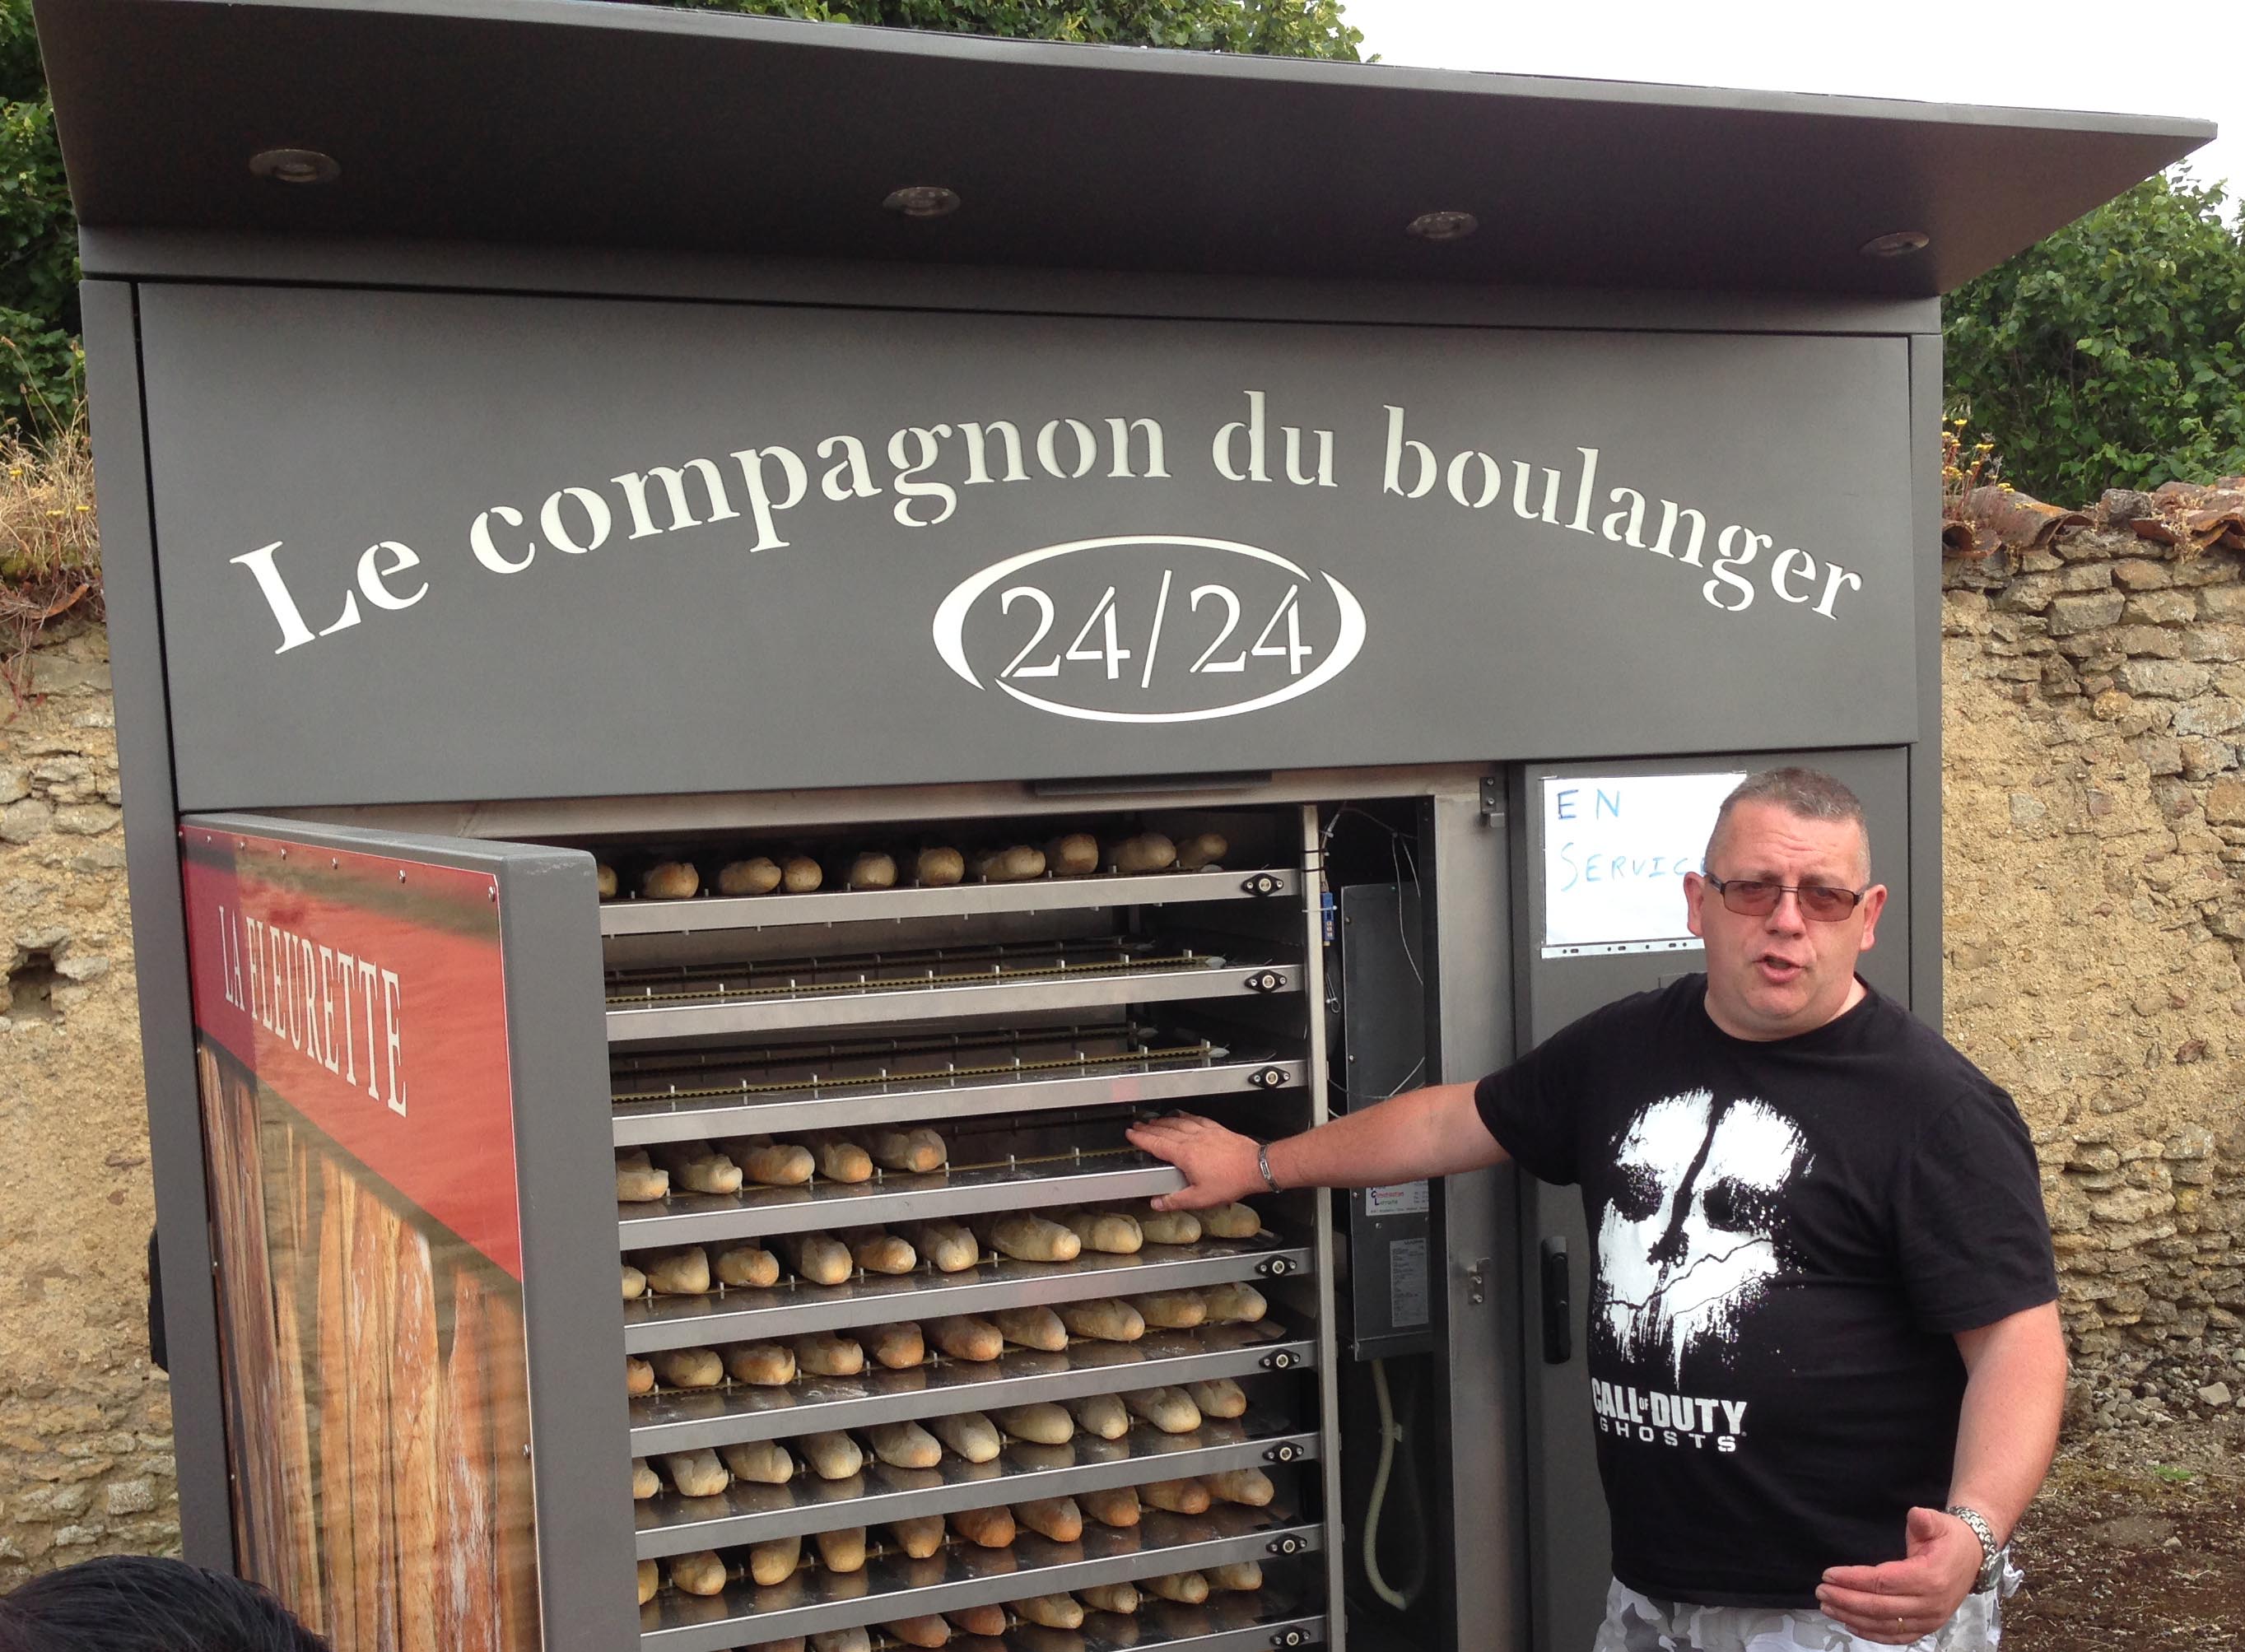 Le compagnon du boulanger
24/24
EN
SERVICE
LA FLEURETTE
CALL OF DUTY
GHOSTS